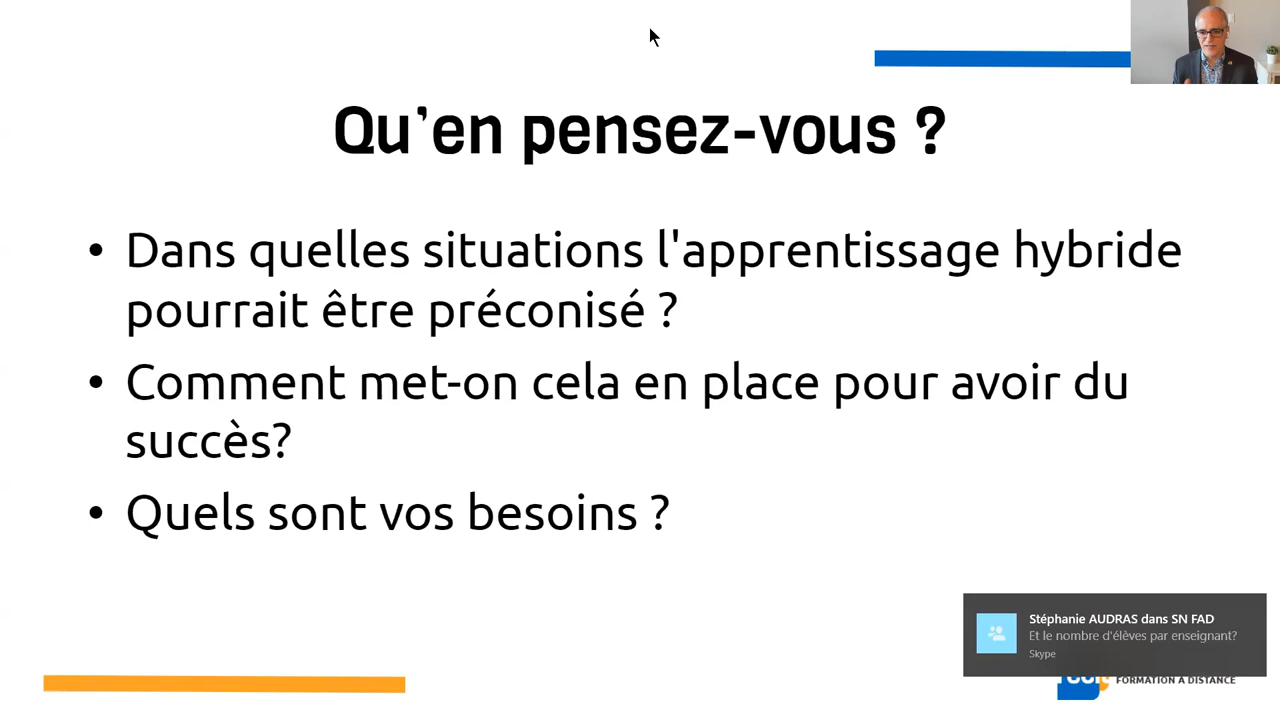 Qu'en pensez-vous ?
• Dans quelles situations l'apprentissage hybride
pourrait être préconisé ?
• Comment met-on cela en place pour avoir du
succès?
• Quels sont vos besoins ?
Stéphanie AUDRAS dans SN FAD
Et le nombre d'élèves par enseignant?
Skype
FORMATION À DISTANCE